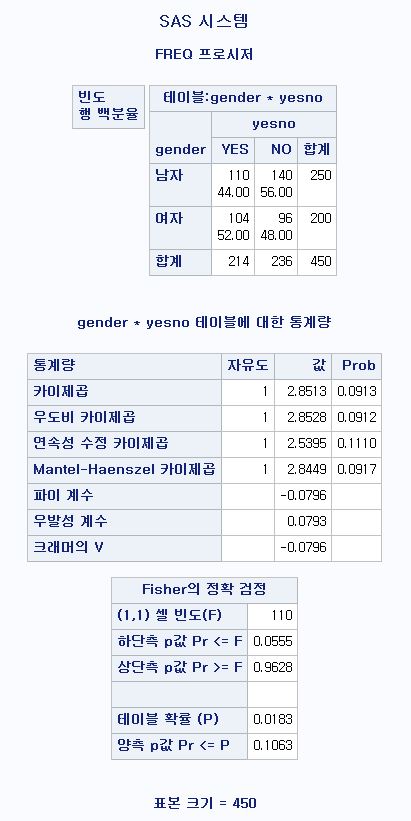 SAS 시스템
FREQ 프로시저
빈도
행 백분율
테이블:gender * yesno
yesno
gender YES NO 합계
남자 110 140 250
44.00 56.00
여자 104 96 200
52.00 48.00
합계 214 236 450
gender * yesno 테이블에 대한 통계량
통계량 자유도 값 Prob
카이제곱 1 2.8513 0.0913
우도비 카이제곱 1 2.8528 0.0912
연속성 수정 카이제곱 1 2.5395 0.1110
Mantel-Haenszel 카이제곱 1 2.8449 0.0917
파이 계수 -0.0796
우발성 계수 0.0793
크래머의 V -0.0796
Fisher의 정확 검정
(1,1) 셀 빈도(F) 110
하단측 p값 Pr <= F 0.0555
상단측 p값 Pr >= F 0.9628
테이블 확률 (P) 0.0183
양측 p값 Pr <= P 0.1063
표본 크기 = 450